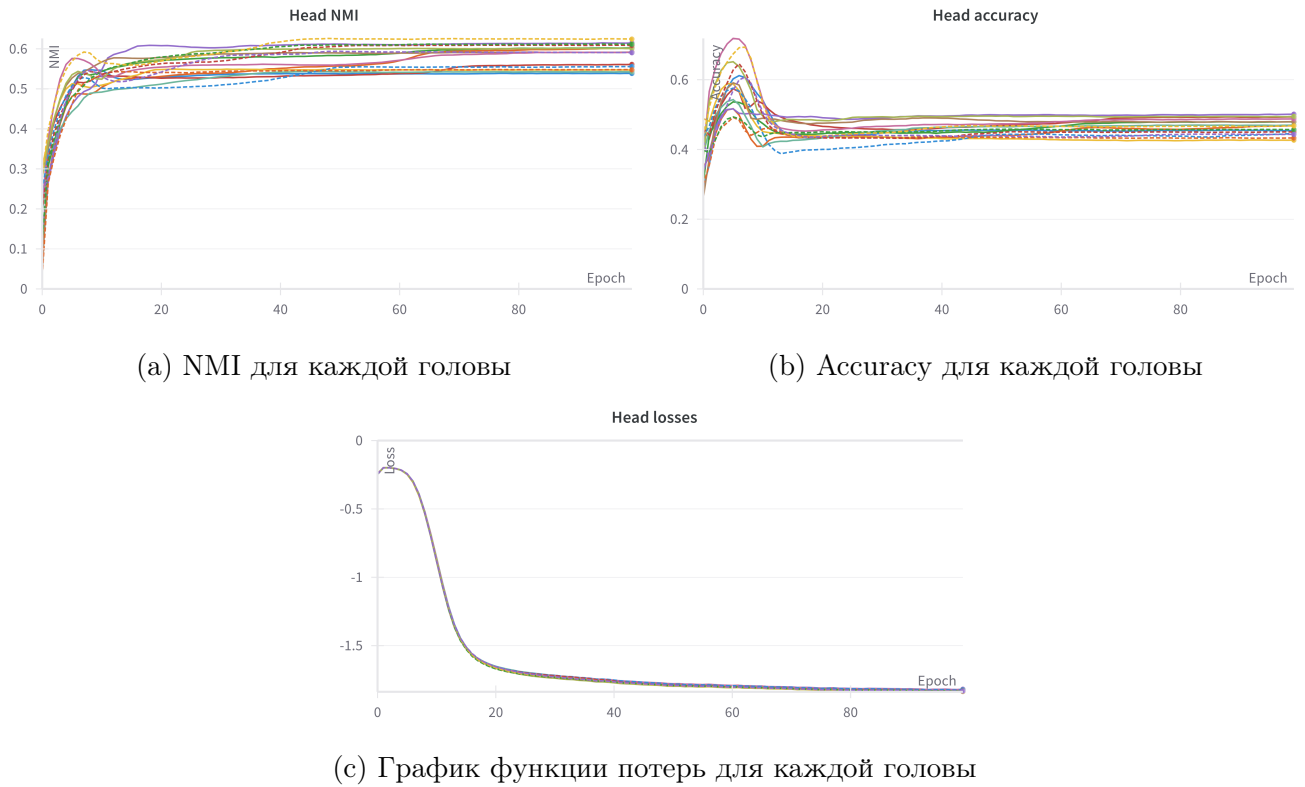 Head NMI
NMI
0.6
0.5
0.4
0.3
0.2
0.1
0
0 20 40 60 80
Epoch
(a) NMI для каждой головы
Head accuracy
Accuracy
0.6
0.4
0.2
0
0 20 40 60 80
Epoch
(b) Accuracy для каждой головы
Head losses
Loss
0
-0.5
-1
-1.5
0 20 40 60 80
Epoch
(c) График функции потерь для каждой головы